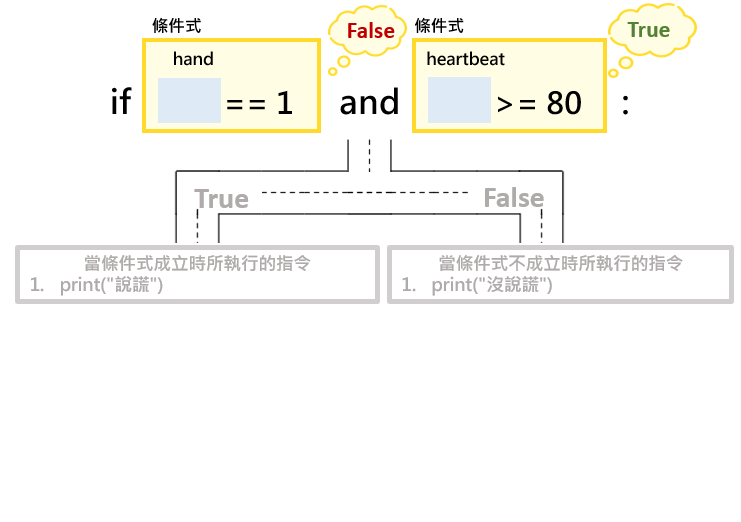 條件式
False
條件式
True
hand
heartbeat
if == 1 and >= 80 :
True
False
當條件式成立時所執行的指令
1. print("說謊")
當條件式不成立時所執行的指令
1. print("沒說謊")